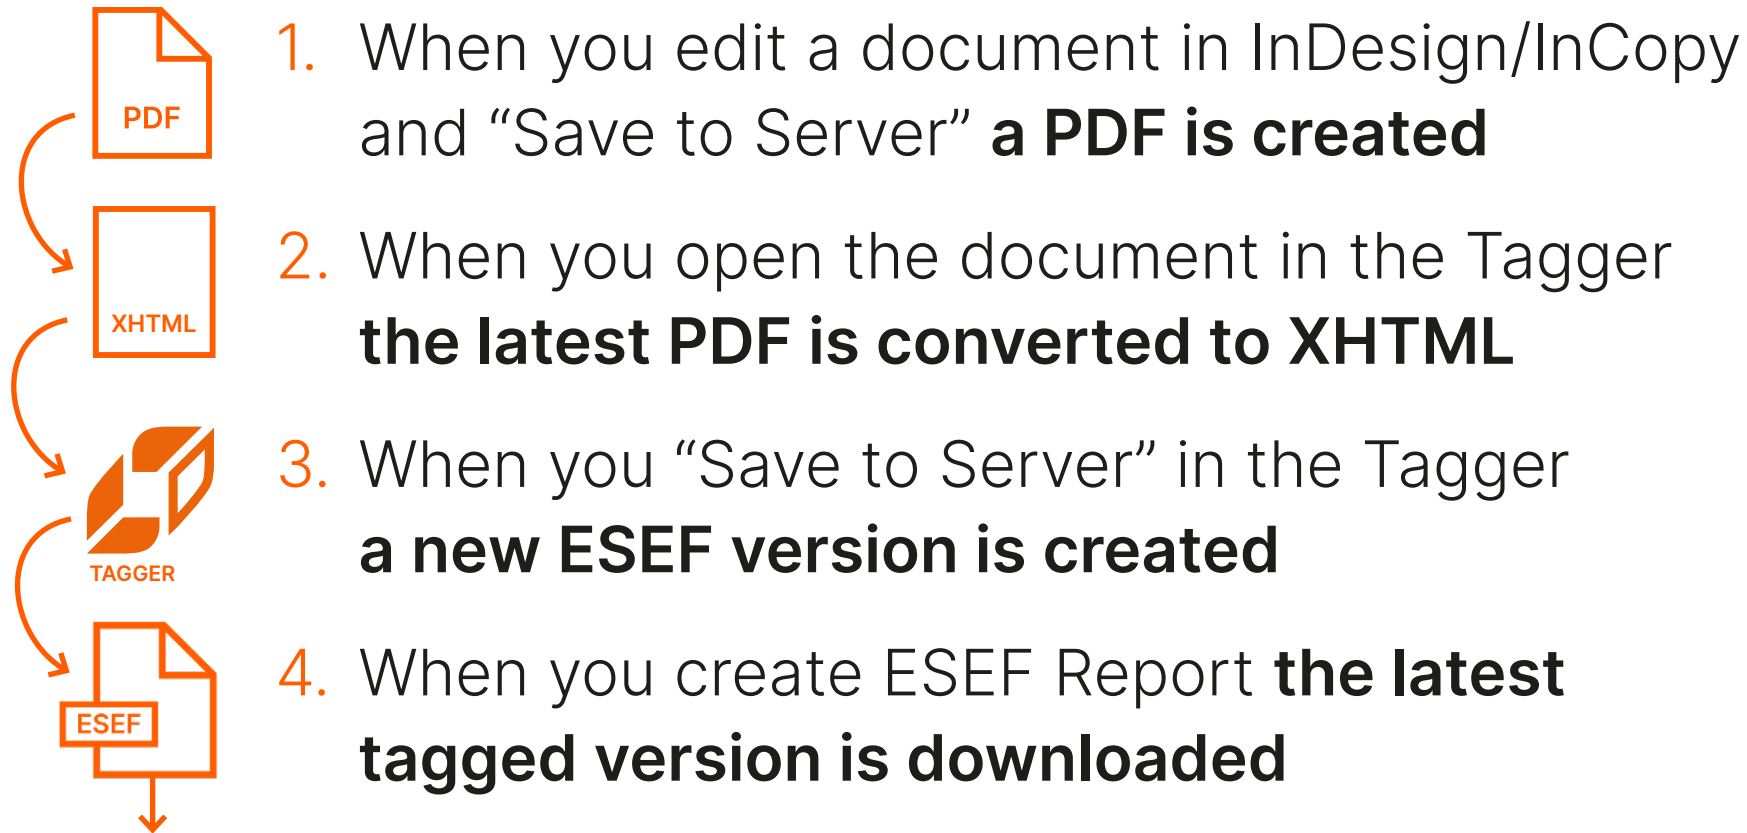 PDF
1. When you edit a document in InDesign/InCopy
and “Save to Server” a PDF is created
XHTML
2. When you open the document in the Tagger
the latest PDF is converted to XHTML
TAGGER
3. When you “Save to Server” in the Tagger
a new ESEF version is created
ESEF
4. When you create ESEF Report the latest
tagged version is downloaded